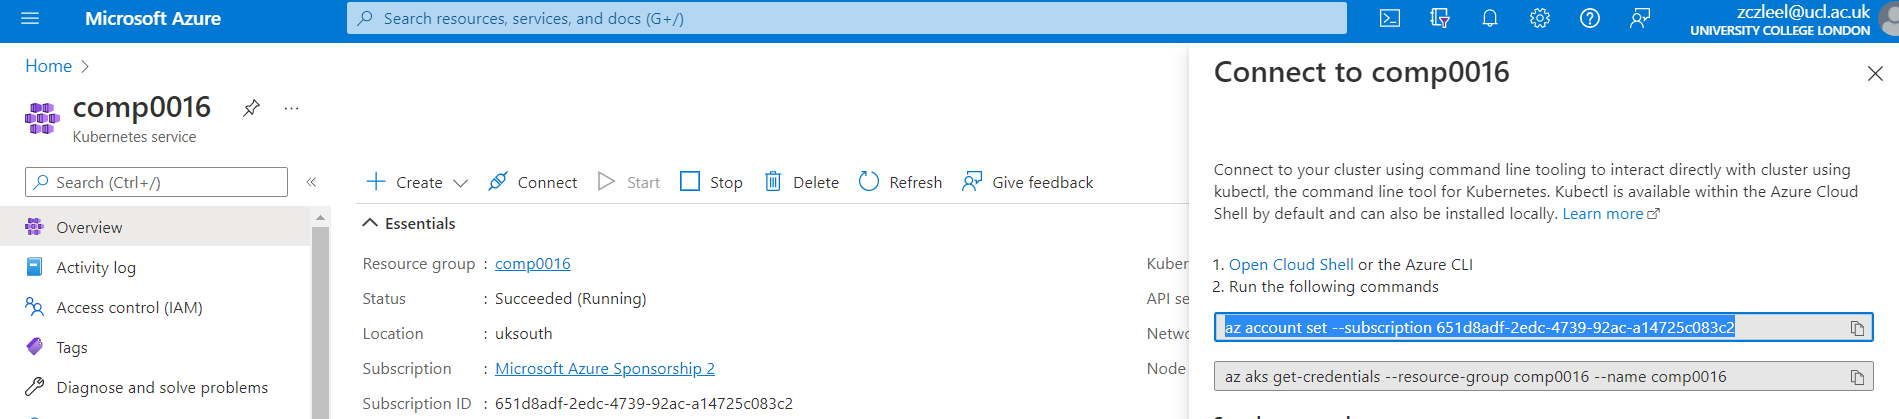 Microsoft Azure
Search resources, services, and docs (G+/)
zczleel@ucl.ac.uk
UNIVERSITY COLLEGE LONDON
Home
comp0016
Kubernetes service
Search (Ctrl+/)
Overview
Activity log
Access control (IAM)
Tags
Diagnose and solve problems
Create Connect Start Stop Delete Refresh Give feedback
Essentials
Resource group : comp0016
Status : Succeeded (Running)
Location : uksouth
Subscription : Microsoft Azure Sponsorship 2
Subscription ID : 651d8adf-2edc-4739-92ac-a14725c083c2
Kuber
API se
Netwo
Node
Connect to comp0016
Connect to your cluster using command line tooling to interact directly with cluster using
kubectl, the command line tool for Kubernetes. Kubectl is available within the Azure Cloud
Shell by default and can also be installed locally. Learn more
1. Open Cloud Shell or the Azure CLI
2. Run the following commands
az account set --subscription 651d8adf-2edc-4739-92ac-a14725c083c2
az aks get-credentials --resource-group comp0016 --name comp0016